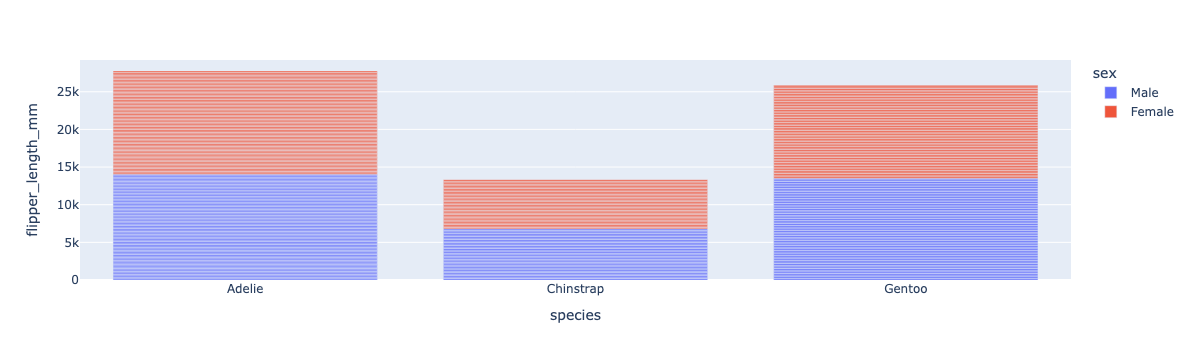 sex
Male
Female
flipper_length_mm
25k
20k
15k
10k
5k
0
Adelie
Chinstrap
Gentoo
species